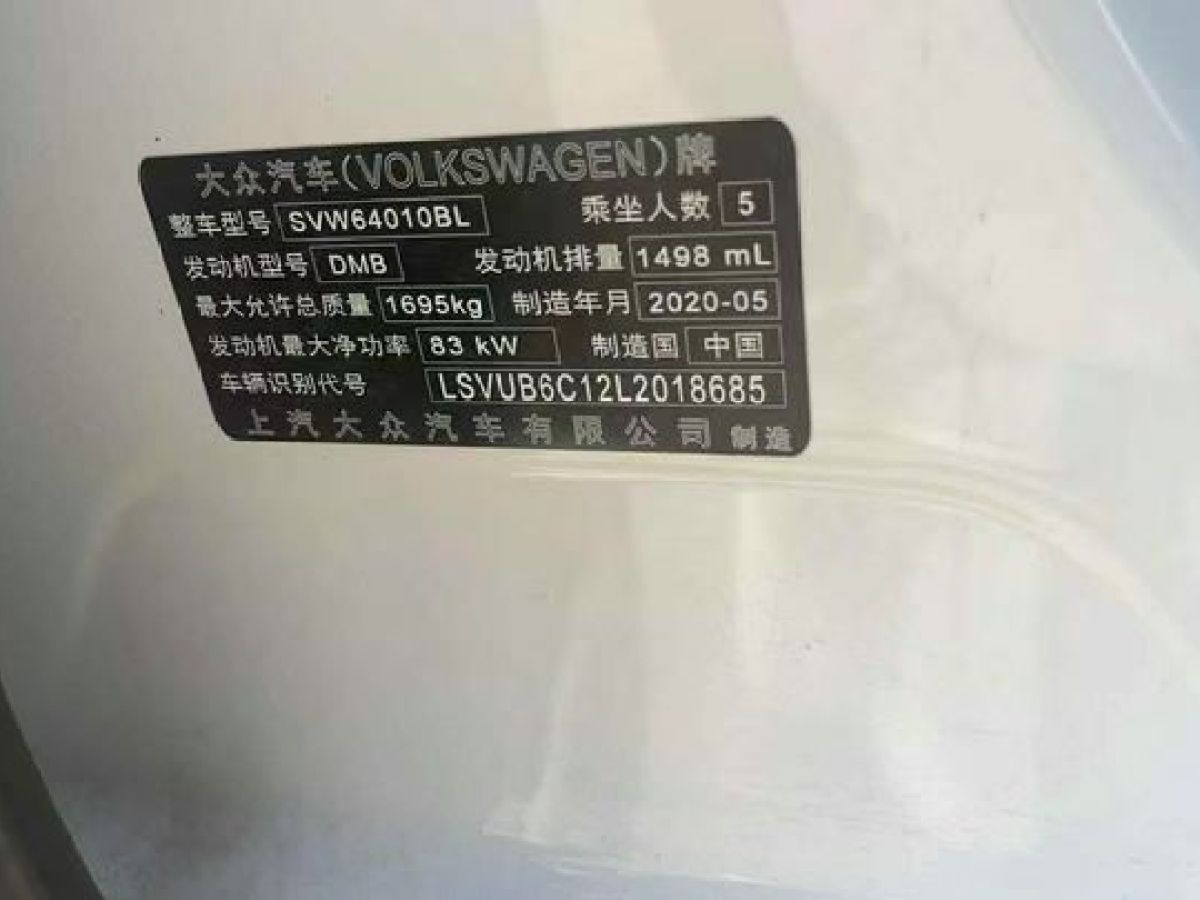 大众汽车(VOLKSWAGEN)牌
整车型号 SVW64010BL 乘坐人数 5
发动机型号 DMB 发动机排量 1498 mL
最大允许总质量 1695kg 制造年月 2020-05
发动机最大净功率 83 kW 制造国 中国
车辆识别代号 LSVUB6C12L2018685
上汽大众汽车有限公司 制造